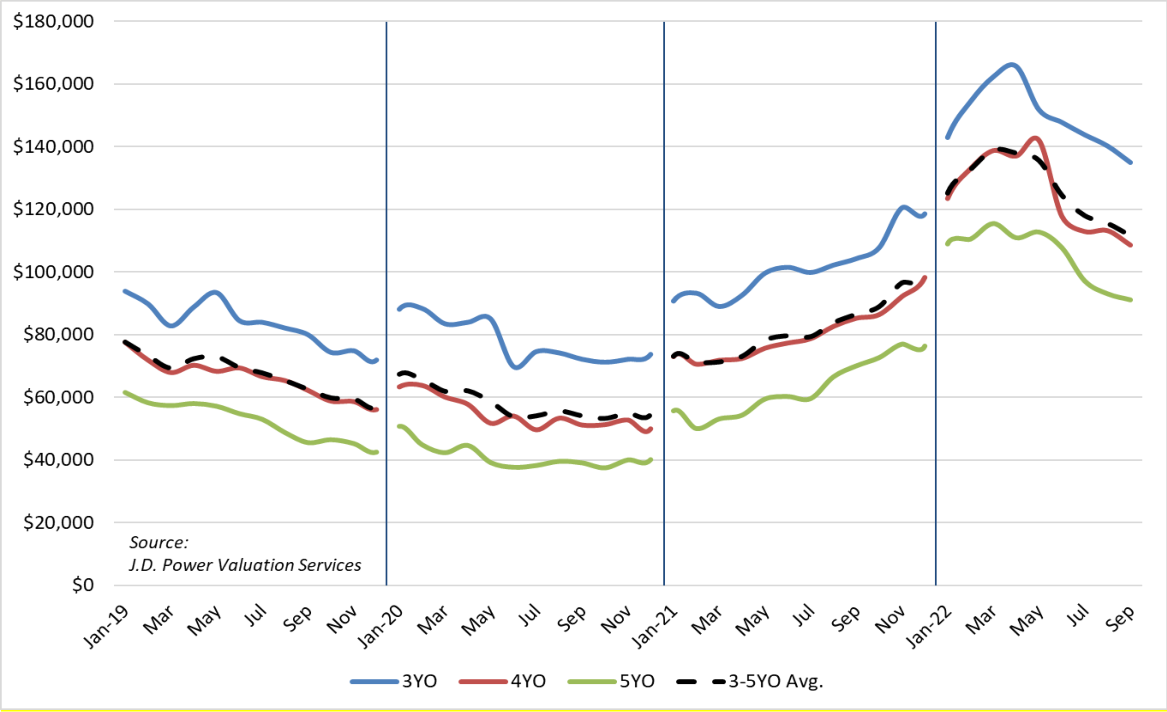 $180,000
$160,000
$140,000
$120,000
$100,000
$80,000
$60,000
$40,000
$20,000
$0
Source:
J.D. Power Valuation Services
Jan-19 Mar May Jul Sep Nov Jan-20 Mar May Jul Sep Nov Jan-21 Mar May Jul Sep Nov Jan-22 Mar May Jul Sep
3YO 4YO 5YO 3-5YO Avg.